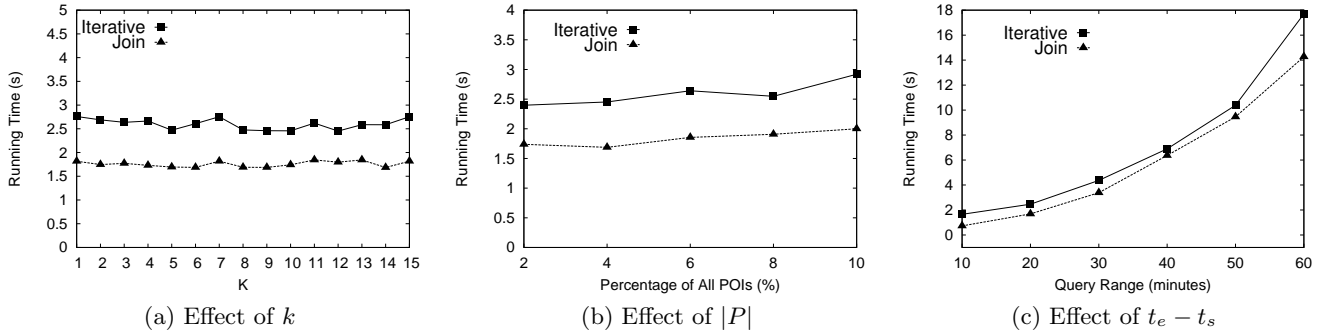 5
4.5
4
3.5
3
2.5
2
1.5
1
0.5
0
Running Time (s)
Iterative
Join
1 2 3 4 5 6 7 8 9 10 11 12 13 14 15
K
(a) Effect of k
4
3.5
3
2.5
2
1.5
1
0.5
0
Running Time (s)
Iterative
Join
2 4 6 8 10
Percentage of All POIs (%)
(b) Effect of |P|
18
16
14
12
10
8
6
4
2
0
Running Time (s)
Iterative
Join
10 20 30 40 50 60
Query Range (minutes)
(c) Effect of tₑ − tₛ